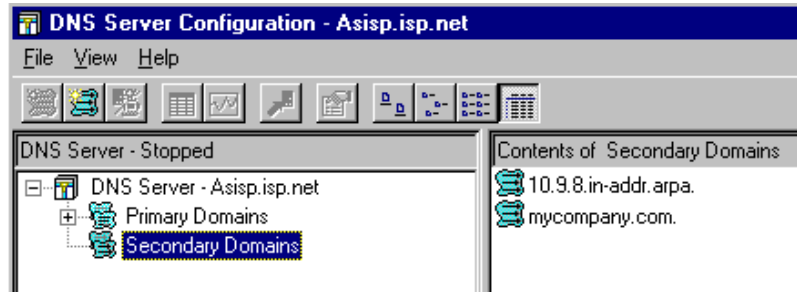 DNS Server Configuration - Asisp.isp.net
File View Help
DNS Server - Stopped
Contents of Secondary Domains
DNS Server - Asisp.isp.net
Primary Domains
Secondary Domains
10.9.8.in-addr.arpa.
mycompany.com.